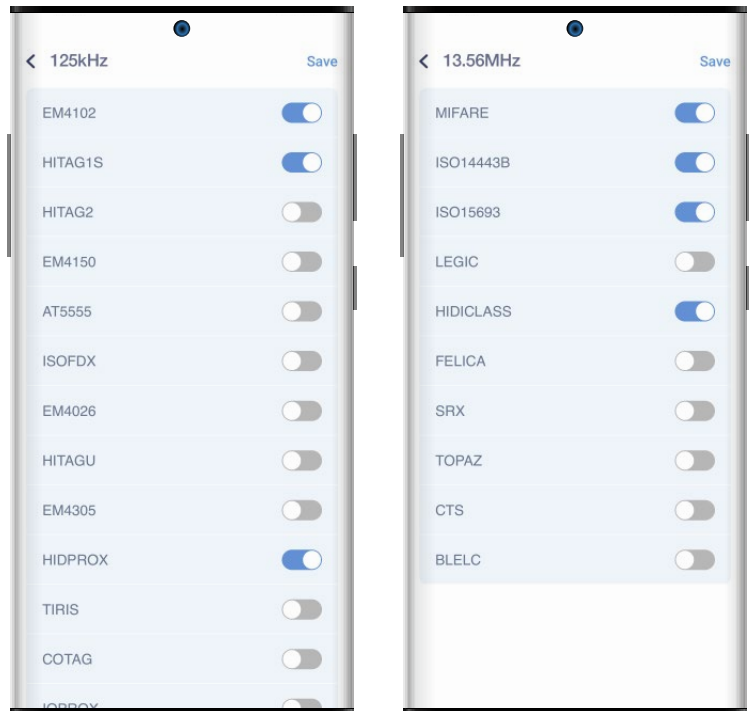 125kHz
Save
EM4102
HITAG1S
HITAG2
EM4150
AT5555
ISOFDX
EM4026
HITAGU
EM4305
HIDPROX
TIRIS
COTAG
IOPROX
13.56MHz
Save
MIFARE
ISO14443B
ISO15693
LEGIC
HIDICLASS
FELICA
SRX
TOPAZ
CTS
BLELC